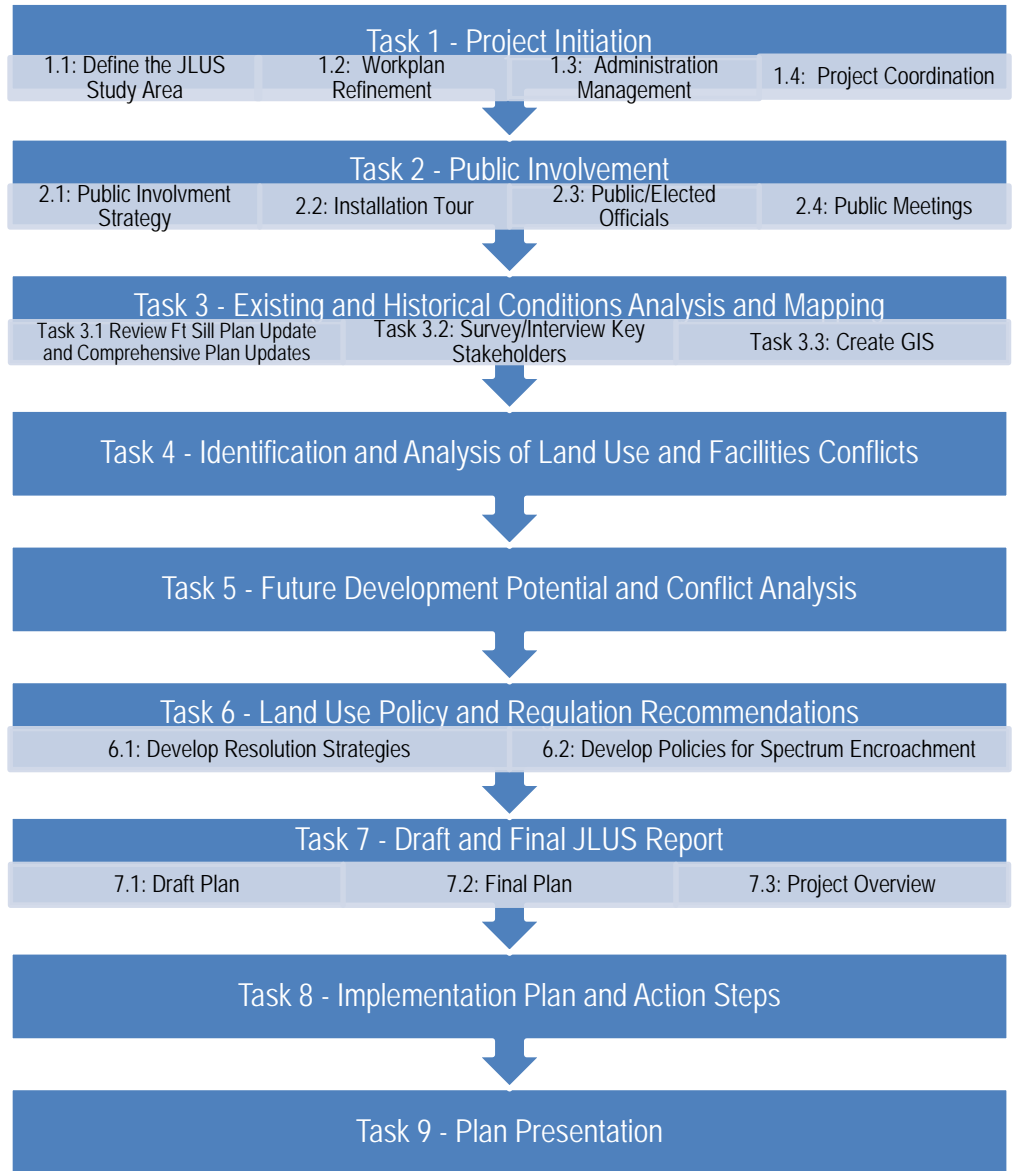 Task 1 - Project Initiation
1.1: Define the JLUS
Study Area
1.2: Workplan
Refinement
1.3: Administration
Management
1.4: Project Coordination
Task 2 - Public Involvement
2.1: Public Involvment
Strategy
2.2: Installation Tour
2.3: Public/Elected
Officials
2.4: Public Meetings
Task 3 - Existing and Historical Conditions Analysis and Mapping
Task 3.1 Review Ft Sill Plan Update
and Comprehensive Plan Updates
Task 3.2: Survey/Interview Key
Stakeholders
Task 3.3: Create GIS
Task 4 - Identification and Analysis of Land Use and Facilities Conflicts
Task 5 - Future Development Potential and Conflict Analysis
Task 6 - Land Use Policy and Regulation Recommendations
6.1: Develop Resolution Strategies
6.2: Develop Policies for Spectrum Encroachment
Task 7 - Draft and Final JLUS Report
7.1: Draft Plan
7.2: Final Plan
7.3: Project Overview
Task 8 - Implementation Plan and Action Steps
Task 9 - Plan Presentation